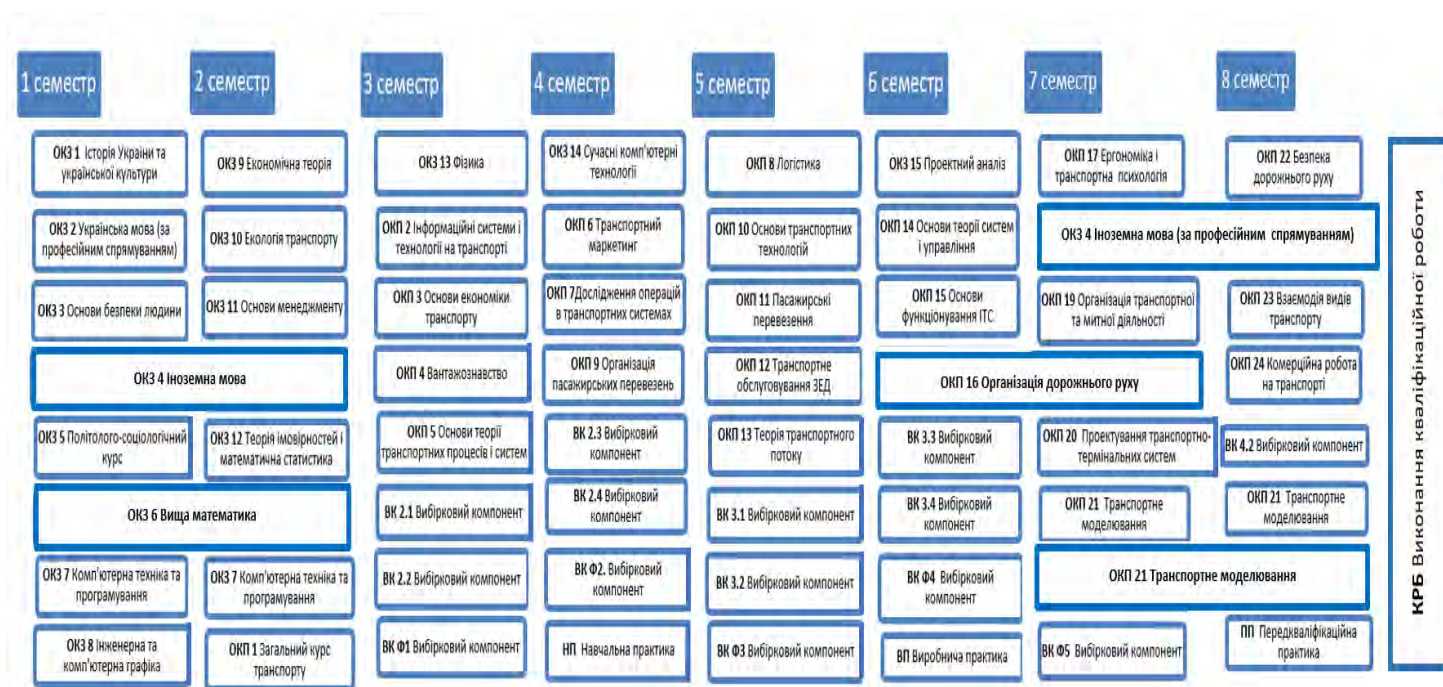 1 семестр
2 семестр
3 семестр
4 семестр
5 семестр
6 семестр
7 семестр
8 семестр
ОКЗ 1 Історія України та
української культури
ОКЗ 9 Економічна теорія
ОКЗ 13 Фізика
ОКЗ 14 Сучасні комп'ютерні
технології
ОКП 8 Логістика
ОКЗ 15 Проектний аналіз
ОКП 17 Ергономіка і
транспортна психологія
ОКП 22 Безпека
дорожнього руху
ОКЗ 2 Українська мова (за
професійним спрямуванням)
ОКЗ 10 Екологія транспорту
ОКП 2 Інформаційні системи і
технології на транспорті
ОКП 6 Транспортний
маркетинг
ОКП 10 Основи транспортних
технологій
ОКП 14 Основи теорії систем
і управління
ОКЗ 4 Іноземна мова (за професійним спрямуванням)
ОКЗ 3 Основи безпеки людини
ОКЗ 11 Основи менеджменту
ОКП 3 Основи економіки
транспорту
ОКП 7Дослідження операцій
в транспортних системах
ОКП 11 Пасажирські
перевезення
ОКП 15 Основи
функціонування ІТС
ОКП 19 Організація транспортної
та митної діяльності
ОКП 23 Взаємодія видів
транспорту
ОКЗ 4 Іноземна мова
ОКП 4 Вантажознавство
ОКП 9 Організація
пасажирських перевезень
ОКП 12 Транспортне
обслуговування ЗЕД
ОКП 16 Організація дорожнього руху
ОКП 24 Комерційна робота
на транспорті
ОКЗ 5 Політолого-соціологічний
курс
ОКЗ 12 Теорія імовірностей і
математична статистика
ОКП 5 Основи теорії
транспортних процесів і систем
ВК 2.3 Вибірковий
компонент
ОКП 13 Теорія транспортного
потоку
ВК 3.3 Вибірковий
компонент
ОКП 20 Проектування транспортно-
термінальних систем
ВК 4.2 Вибірковий компонент
ОКЗ 6 Вища математика
ВК 2.1 Вибірковий компонент
ВК 2.4 Вибірковий
компонент
ВК 3.1 Вибірковий компонент
ВК 3.4 Вибірковий
компонент
ОКП 21 Транспортне
моделювання
ОКП 21 Транспортне
моделювання
ОКЗ 7 Комп'ютерна техніка та
програмування
ОКЗ 7 Комп'ютерна техніка та
програмування
ВК 2.2 Вибірковий компонент
ВК Ф2. Вибірковий
компонент
ВК 3.2 Вибірковий компонент
ВК Ф4 Вибірковий
компонент
ОКП 21 Транспортне моделювання
ОКЗ 8 Інженерна та
комп'ютерна графіка
ОКП 1 Загальний курс
транспорту
ВК Ф1 Вибірковий компонент
НП Навчальна практика
ВК Ф3 Вибірковий компонент
ВП Виробнича практика
ВК Ф5 Вибірковий компонент
ПП Передкваліфікаційна
практика
КРБ Виконання кваліфікаційної роботи